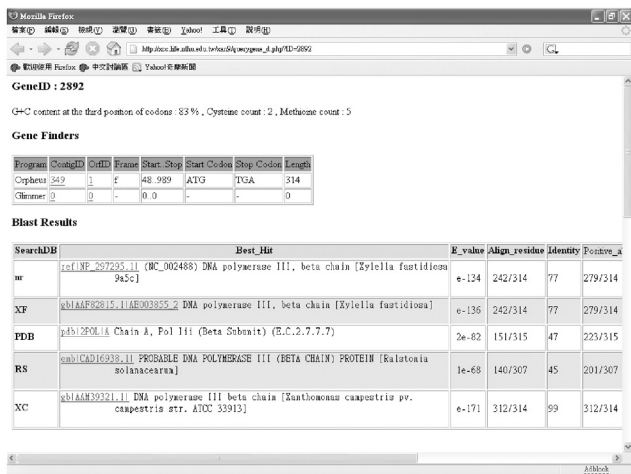 Mozilla Firefox
檔案(F) 編輯(E) 檢視(V) 瀏覽(G) 書籤(B) Yahoo! 工具(T) 說明(H)
http://xcc.life.nthu.edu.tw/xcc9/querygene_d.php?ID=2892
G.
歡迎使用 Firefox 中文討論區 Yahoo!奇摩新聞
GeneID : 2892
G+C content at the third position of codons : 83 % , Cysteine count : 2 , Methione count : 5
Gene Finders
Program ContigID OrfID Frame Start..Stop Start Codon Stop Codon Length
Orpheus 349 1 f 48..989 ATG TGA 314
Glimmer 0 0 - 0..0 - - 0
Blast Results
SearchDB Best_Hit E_value Align_residue Identity Positive_al
nr ref|NP_297295.1| (NC_002488) DNA polymerase III, beta chain [Xylella fastidiosa 9a5c] e-134 242/314 77 279/314
XF gb|AAF82815.1|AE003855_2 DNA polymerase III, beta chain [Xylella fastidiosa] e-136 242/314 77 279/314
PDB pdb|2POL|A Chain A, Pol Iii (Beta Subunit) (E.C.2.7.7.7) 2e-82 151/315 47 223/315
RS emb|CAD16938.1| PROBABLE DNA POLYMERASE III (BETA CHAIN) PROTEIN [Ralstonia solanacearum] 1e-68 140/307 45 201/307
XC gb|AAM39321.1| DNA polymerase III beta chain [Xanthomonas campestris pv. campestris str. ATCC 33913] e-171 312/314 99 312/314
Adblock